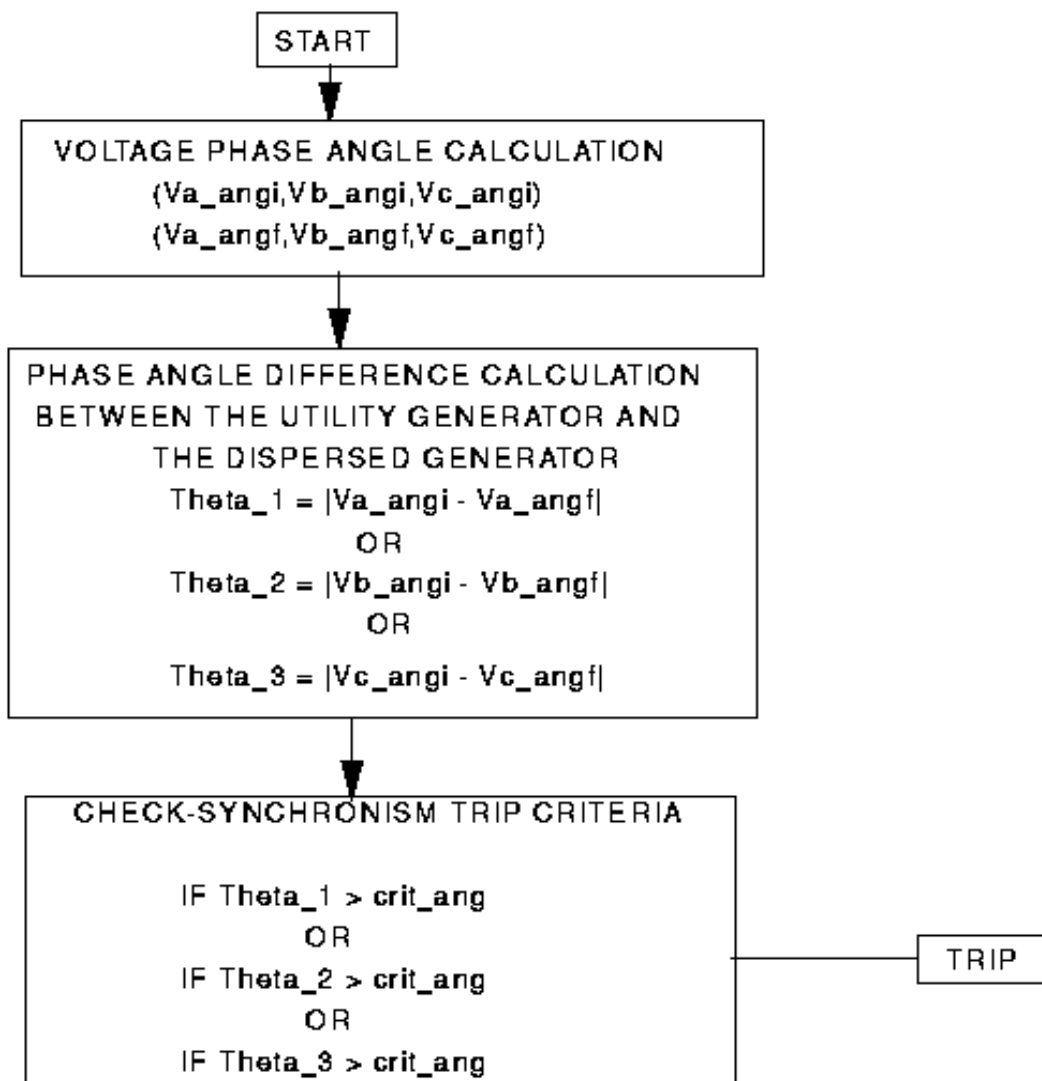 START
VOLTAGE PHASE ANGLE CALCULATION
(Va_angi,Vb_angi,Vc_angi)
(Va_angf,Vb_angf,Vc_angf)
PHASE ANGLE DIFFERENCE CALCULATION
BETWEEN THE UTILITY GENERATOR AND
THE DISPERSED GENERATOR
Theta_1 = |Va_angi - Va_angf|
OR
Theta_2 = |Vb_angi - Vb_angf|
OR
Theta_3 = |Vc_angi - Vc_angf|
CHECK-SYNCHRONISM TRIP CRITERIA
IF Theta_1 > crit_ang
OR
IF Theta_2 > crit_ang
OR
IF Theta_3 > crit_ang
TRIP